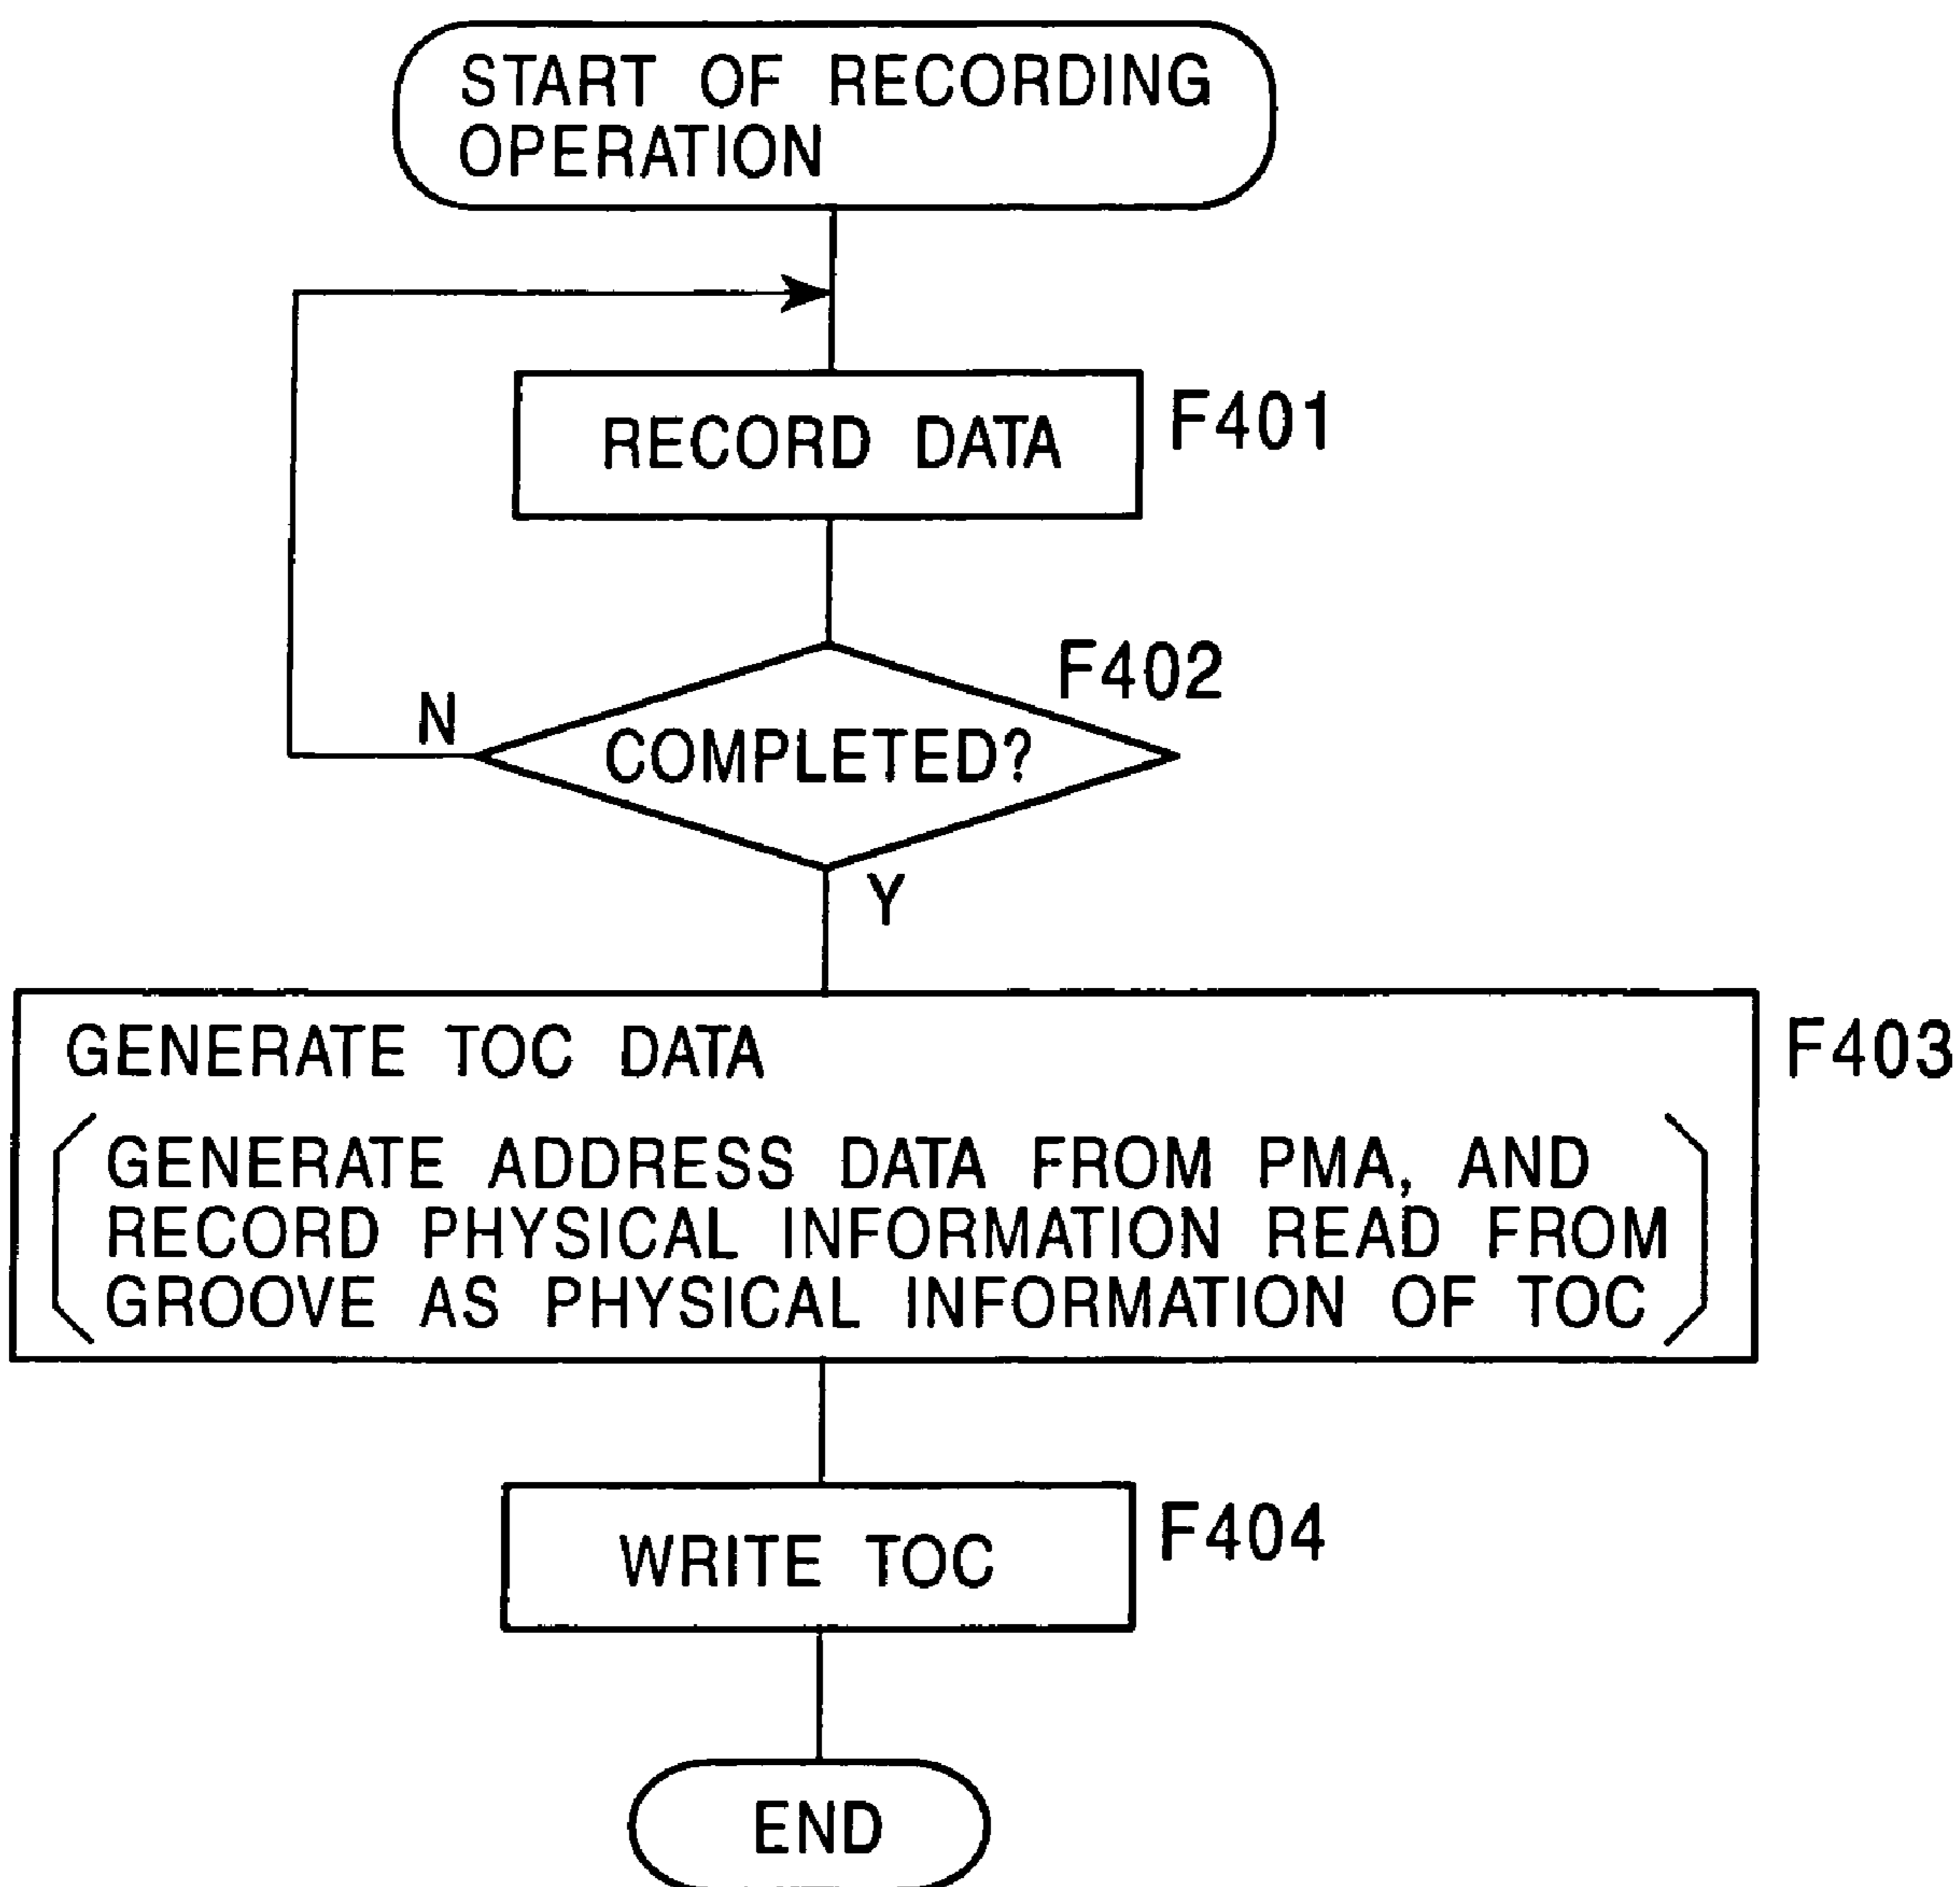 START OF RECORDING
OPERATION
RECORD DATA
F401
F402
N
COMPLETED?
Y
GENERATE TOC DATA
F403
GENERATE ADDRESS DATA FROM PMA, AND
RECORD PHYSICAL INFORMATION READ FROM
GROOVE AS PHYSICAL INFORMATION OF TOC
WRITE TOC
F404
END